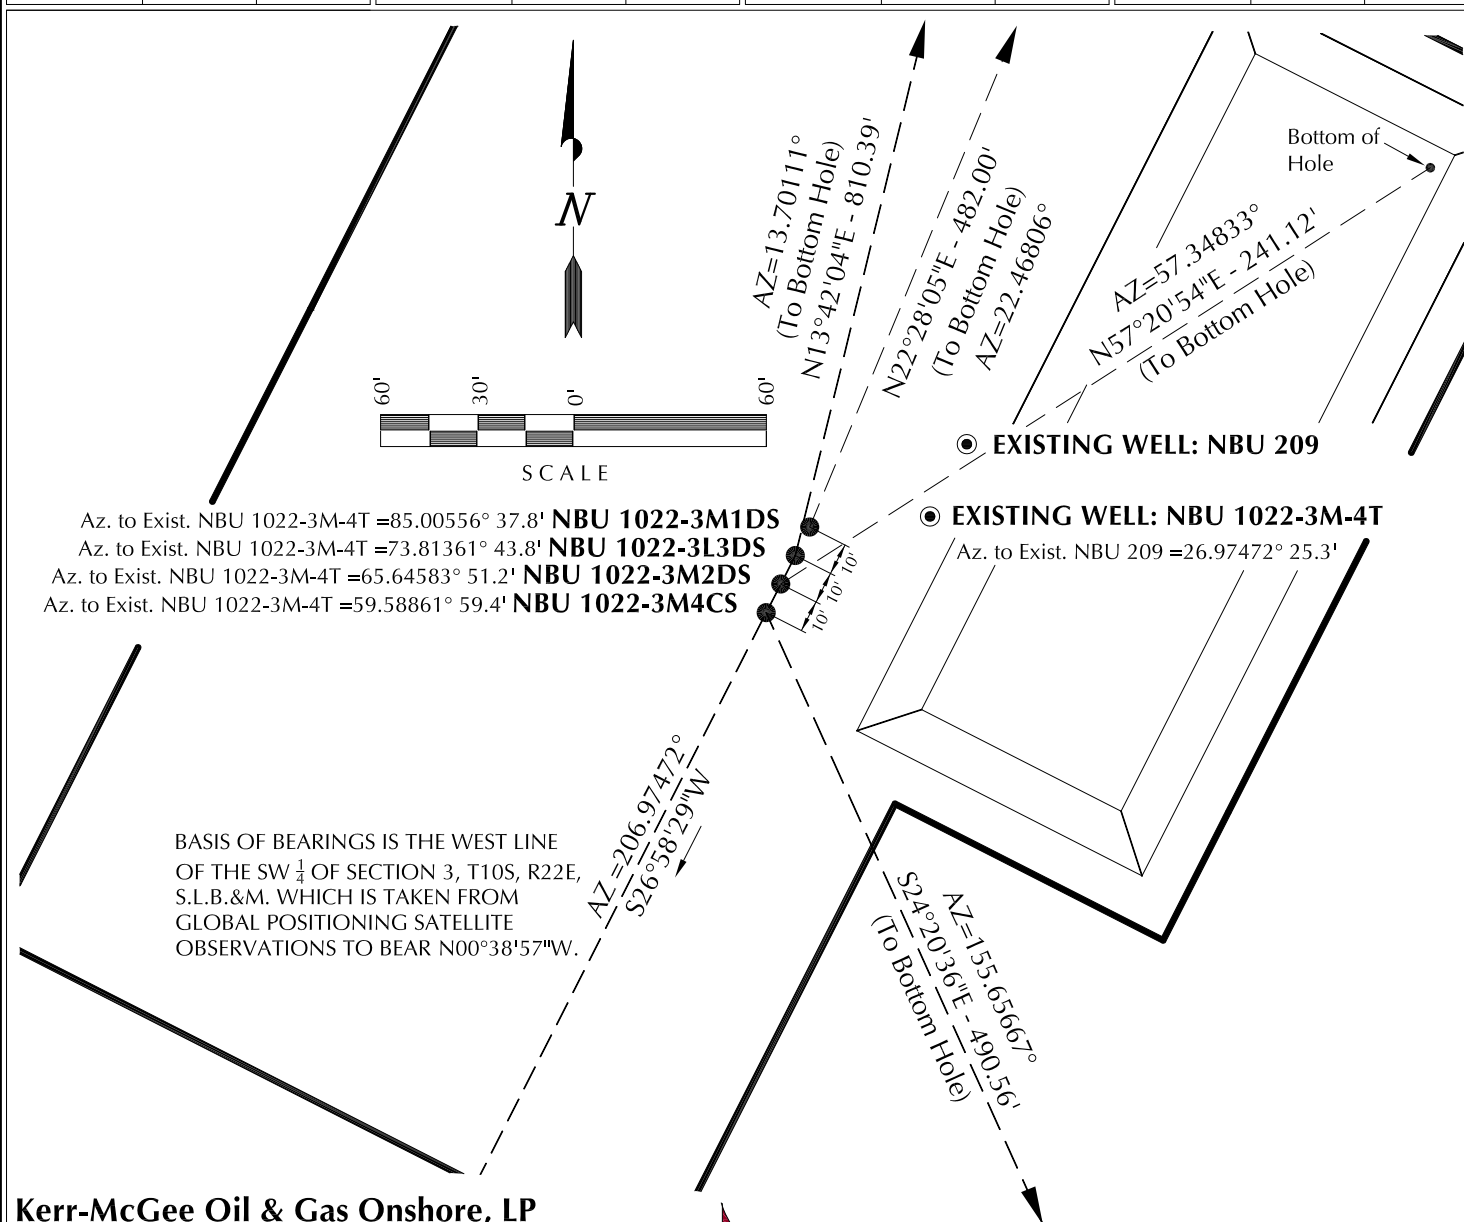 Bottom of
Hole
AZ=13.70111°
(To Bottom Hole)
N13°42'04"E - 810.39'
N22°28'05"E - 482.00'
(To Bottom Hole)
AZ=22.46806°
AZ=57.34833°
N57°20'54"E - 241.12'
(To Bottom Hole)
N
60' 30' 0' 60'
SCALE
EXISTING WELL: NBU 209
Az. to Exist. NBU 1022-3M-4T =85.00556° 37.8' NBU 1022-3M1DS
EXISTING WELL: NBU 1022-3M-4T
Az. to Exist. NBU 1022-3M-4T =73.81361° 43.8' NBU 1022-3L3DS
Az. to Exist. NBU 209 =26.97472° 25.3'
Az. to Exist. NBU 1022-3M-4T =65.64583° 51.2' NBU 1022-3M2DS
Az. to Exist. NBU 1022-3M-4T =59.58861° 59.4' NBU 1022-3M4CS
10'
10'
10'
AZ =206.97472°
S26°58'29"W
BASIS OF BEARINGS IS THE WEST LINE
OF THE SW 1/4 OF SECTION 3, T10S, R22E,
S.L.B.&M. WHICH IS TAKEN FROM
GLOBAL POSITIONING SATELLITE
OBSERVATIONS TO BEAR N00°38'57"W.
AZ=155.65667°
S24°20'36"E - 490.56'
(To Bottom Hole)
Kerr-McGee Oil & Gas Onshore, LP